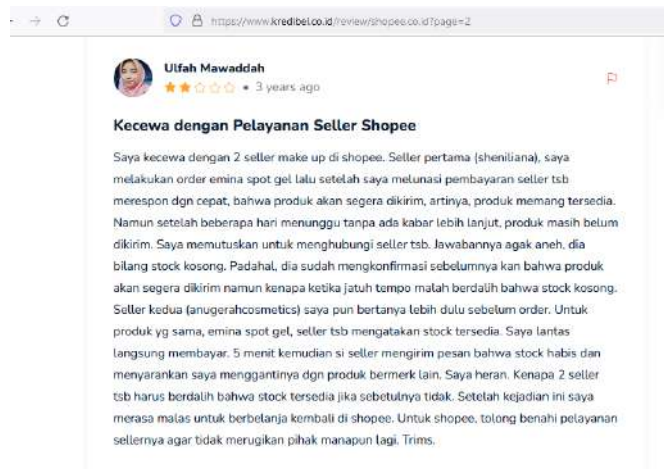 https://www.kredibel.co.id/review/shopee.co.id?page=2
Ulfah Mawaddah
3 years ago
Kecewa dengan Pelayanan Seller Shopee
Saya kecewa dengan 2 seller make up di shopee. Seller pertama (sheniliana), saya
melakukan order emina spot gel lalu setelah saya melunasi pembayaran seller tsb
merespon dgn cepat, bahwa produk akan segera dikirim, artinya, produk memang tersedia.
Namun setelah beberapa hari menunggu tanpa ada kabar lebih lanjut, produk masih belum
dikirim. Saya memutuskan untuk menghubungi seller tsb. Jawabannya agak aneh, dia
bilang stock kosong. Padahal, dia sudah mengkonfirmasi sebelumnya kan bahwa produk
akan segera dikirim namun kenapa ketika jatuh tempo malah berdalih bahwa stock kosong.
Seller kedua (anugerahcosmetics) saya pun bertanya lebih dulu sebelum order. Untuk
produk yg sama, emina spot gel, seller tsb mengatakan stock tersedia. Saya lantas
langsung membayar. 5 menit kemudian si seller mengirim pesan bahwa stock habis dan
menyarankan saya menggantinya dgn produk bermerk lain. Saya heran. Kenapa 2 seller
tsb harus berdalih bahwa stock tersedia jika sebetulnya tidak. Setelah kejadian ini saya
merasa malas untuk berbelanja kembali di shopee. Untuk shopee, tolong benahi pelayanan
sellernya agar tidak merugikan pihak manapun lagi. Trims.